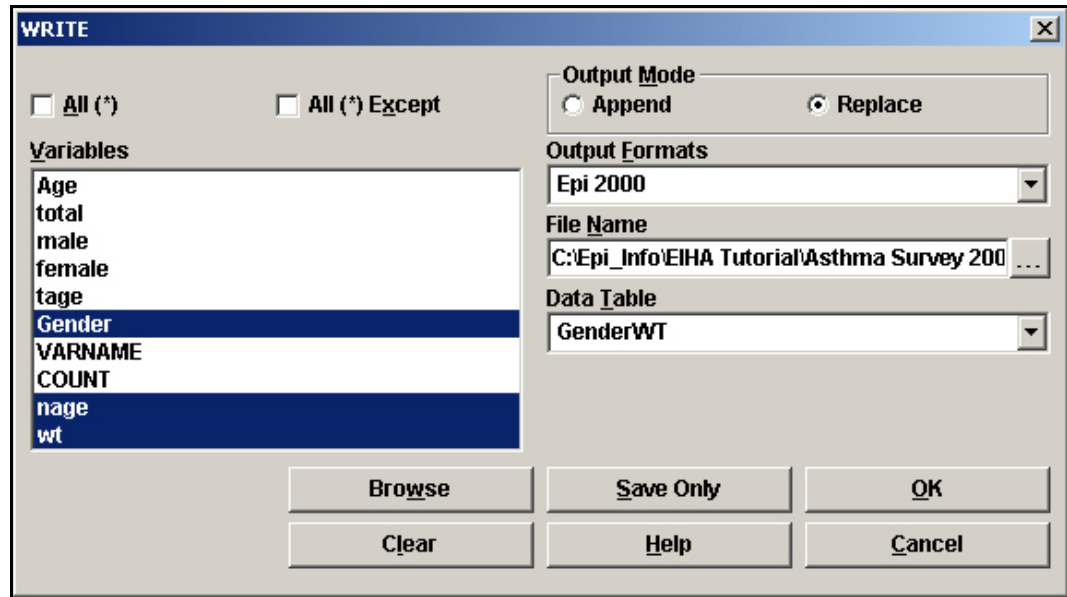 WRITE
All (*)
All (*) Except
Output Mode
Append
Replace
Variables
Age
total
male
female
tage
Gender
VARNAME
COUNT
nage
wt
Output Formats
Epi 2000
File Name
C:\Epi_Info\EIHA Tutorial\Asthma Survey 200
...
Data Table
GenderWT
Browse
Save Only
OK
Clear
Help
Cancel